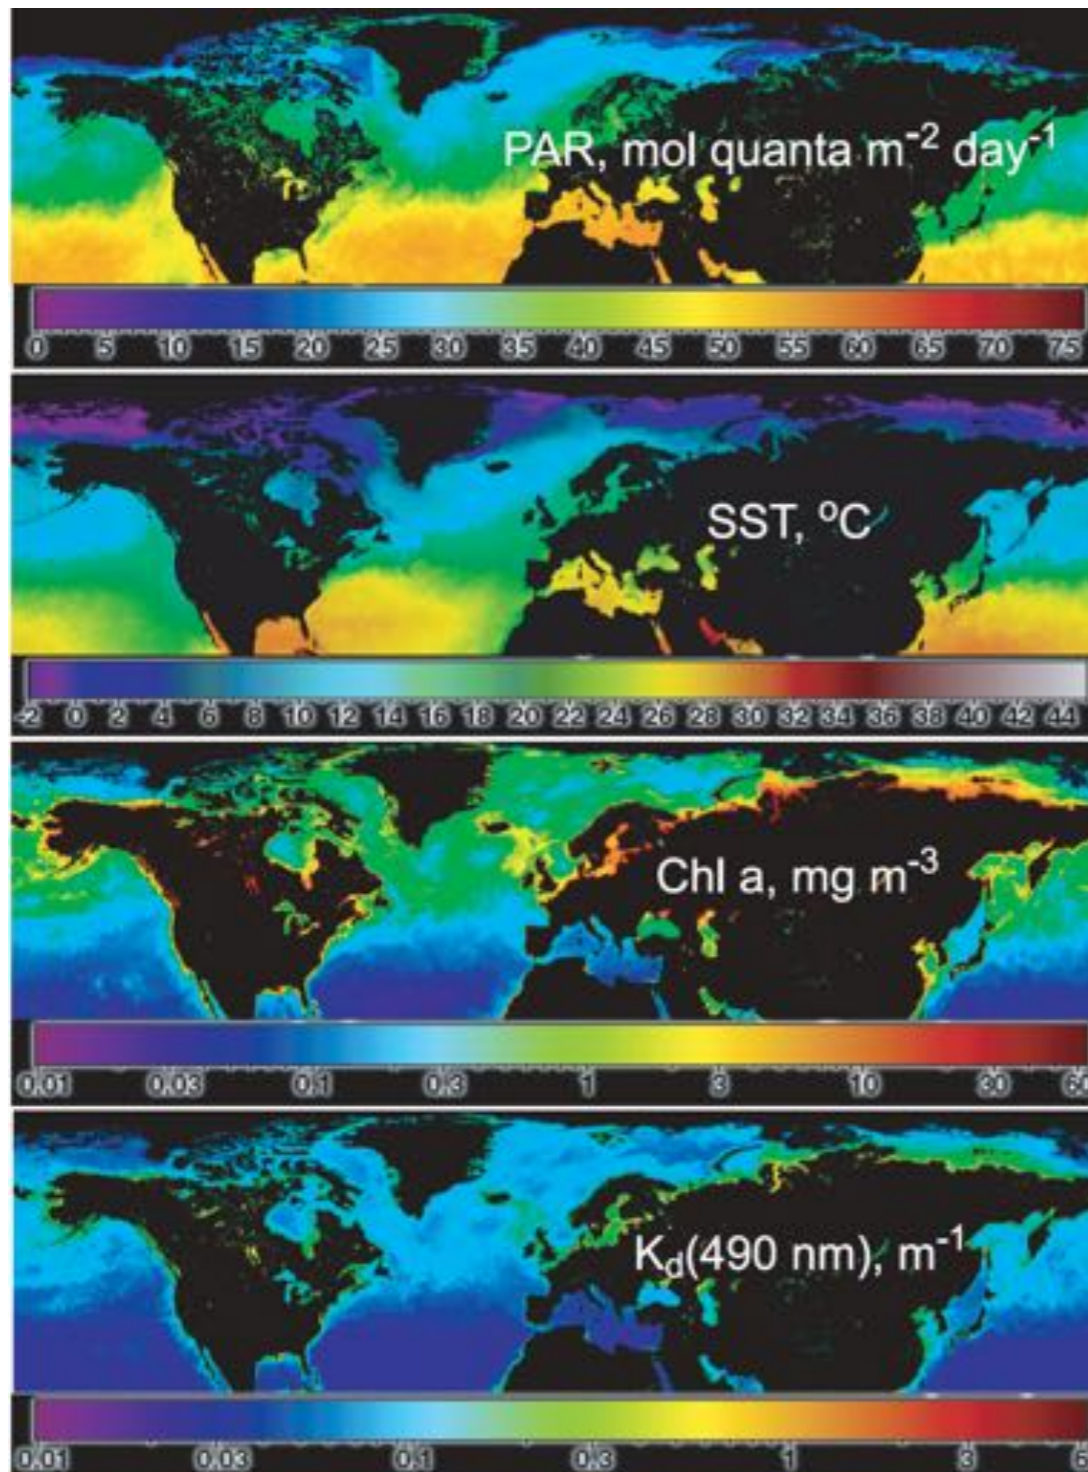 PAR, mol quanta m⁻² day⁻¹
0 5 10 15 20 25 30 35 40 45 50 55 60 65 70 75
SST, ºC
-2 0 2 4 6 8 10 12 14 16 18 20 22 24 26 28 30 32 34 36 38 40 42 44
Chl a, mg m⁻³
0.01 0.03 0.1 0.3 1 3 10 30 60
K_d(490 nm), m⁻¹
0.01 0.03 0.1 0.3 1 3